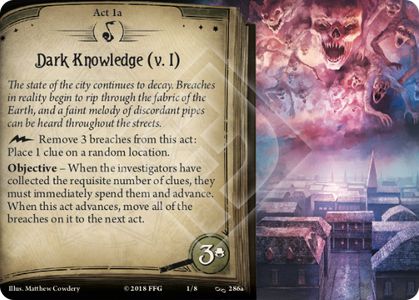 Act 1a
Dark Knowledge (v. I)
The state of the city continues to decay. Breaches
in reality begin to rip through the fabric of the
Earth, and a faint melody of discordant pipes
can be heard throughout the streets.
Remove 3 breaches from this act:
Place 1 clue on a random location.
Objective – When the investigators have
collected the requisite number of clues, they
must immediately spend them and advance.
When this act advances, move all of the
breaches on it to the next act.
3
Illus. Matthew Cowdery © 2018 FFG 1/8 286a